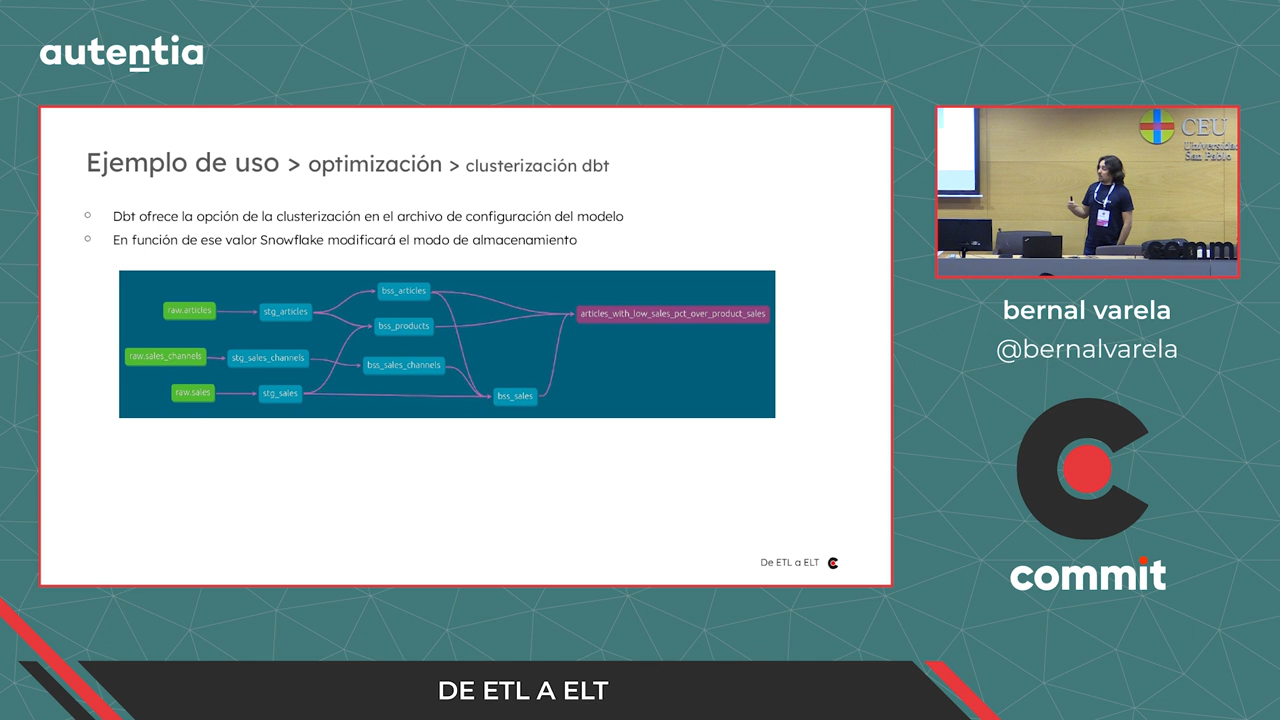 autentia
Ejemplo de uso > optimización > clusterización dbt
Dbt ofrece la opción de la clusterización en el archivo de configuración del modelo
En función de ese valor Snowflake modificará el modo de almacenamiento
raw.articles
stg_articles
bss_articles
bss_products
articles_with_low_sales_pct_over_product_sales
raw.sales_channels
stg_sales_channels
bss_sales_channels
raw.sales
stg_sales
bss_sales
De ETL a ELT
CEU
Universidad
San Pablo
bernal varela
@bernalvarela
commit
DE ETL A ELT